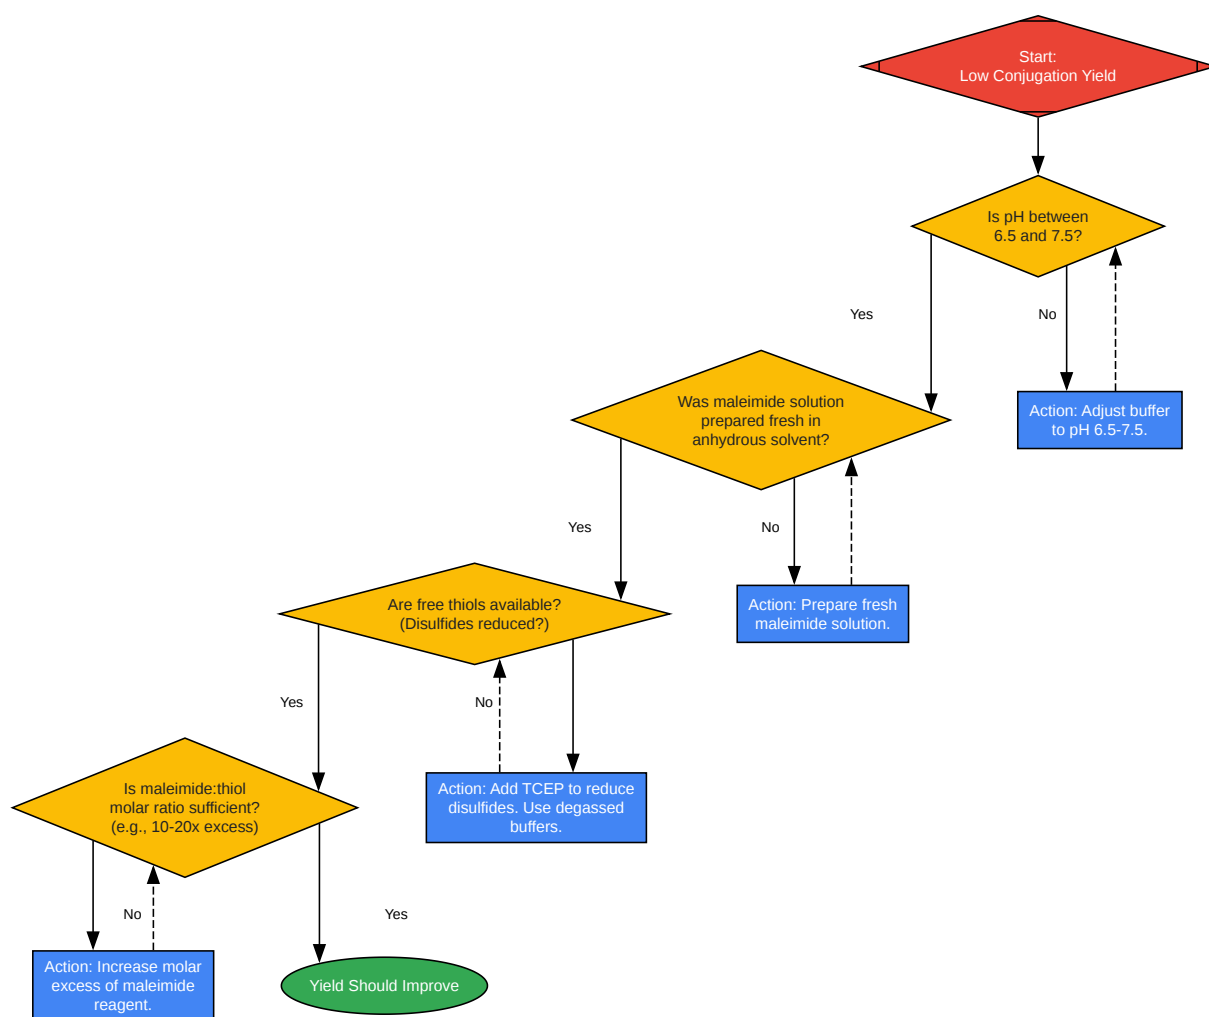 Start:
Low Conjugation Yield
Is pH between
6.5 and 7.5?
Yes
No
Was maleimide solution
prepared fresh in
anhydrous solvent?
Action: Adjust buffer
to pH 6.5-7.5.
Yes
No
Are free thiols available?
(Disulfides reduced?)
Action: Prepare fresh
maleimide solution.
Yes
No
Is maleimide:thiol
molar ratio sufficient?
(e.g., 10-20x excess)
Action: Add TCEP to reduce
disulfides. Use degassed
buffers.
No
Yes
Action: Increase molar
excess of maleimide
reagent.
Yield Should Improve